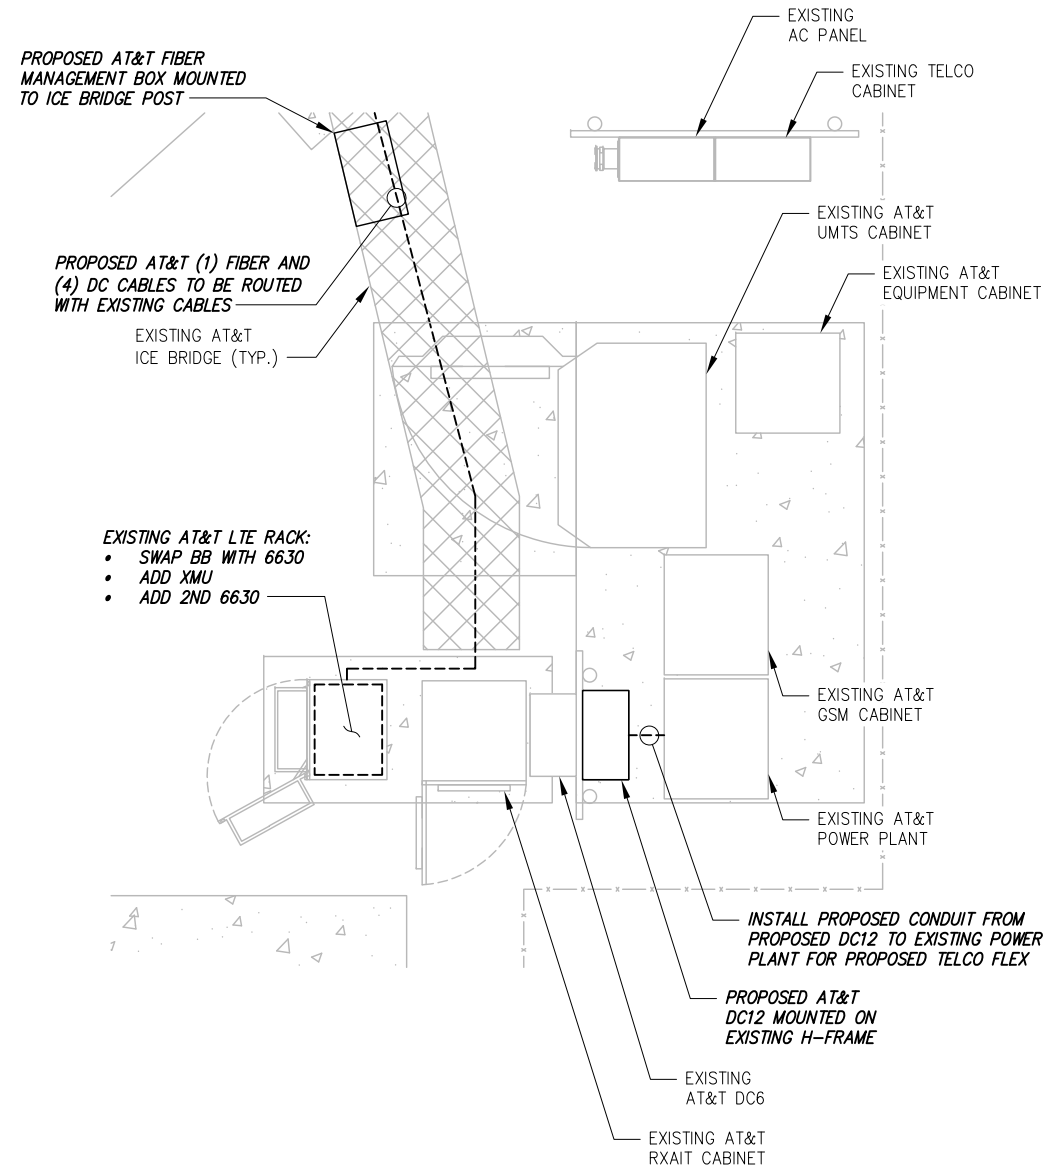 EXISTING
AC PANEL
PROPOSED AT&T FIBER
MANAGEMENT BOX MOUNTED
TO ICE BRIDGE POST
EXISTING TELCO
CABINET
EXISTING AT&T
UMTS CABINET
PROPOSED AT&T (1) FIBER AND
(4) DC CABLES TO BE ROUTED
WITH EXISTING CABLES
EXISTING AT&T
EQUIPMENT CABINET
EXISTING AT&T
ICE BRIDGE (TYP.)
EXISTING AT&T LTE RACK:
• SWAP BB WITH 6630
• ADD XMU
• ADD 2ND 6630
EXISTING AT&T
GSM CABINET
EXISTING AT&T
POWER PLANT
INSTALL PROPOSED CONDUIT FROM
PROPOSED DC12 TO EXISTING POWER
PLANT FOR PROPOSED TELCO FLEX
PROPOSED AT&T
DC12 MOUNTED ON
EXISTING H-FRAME
EXISTING
AT&T DC6
EXISTING AT&T
RXAIT CABINET